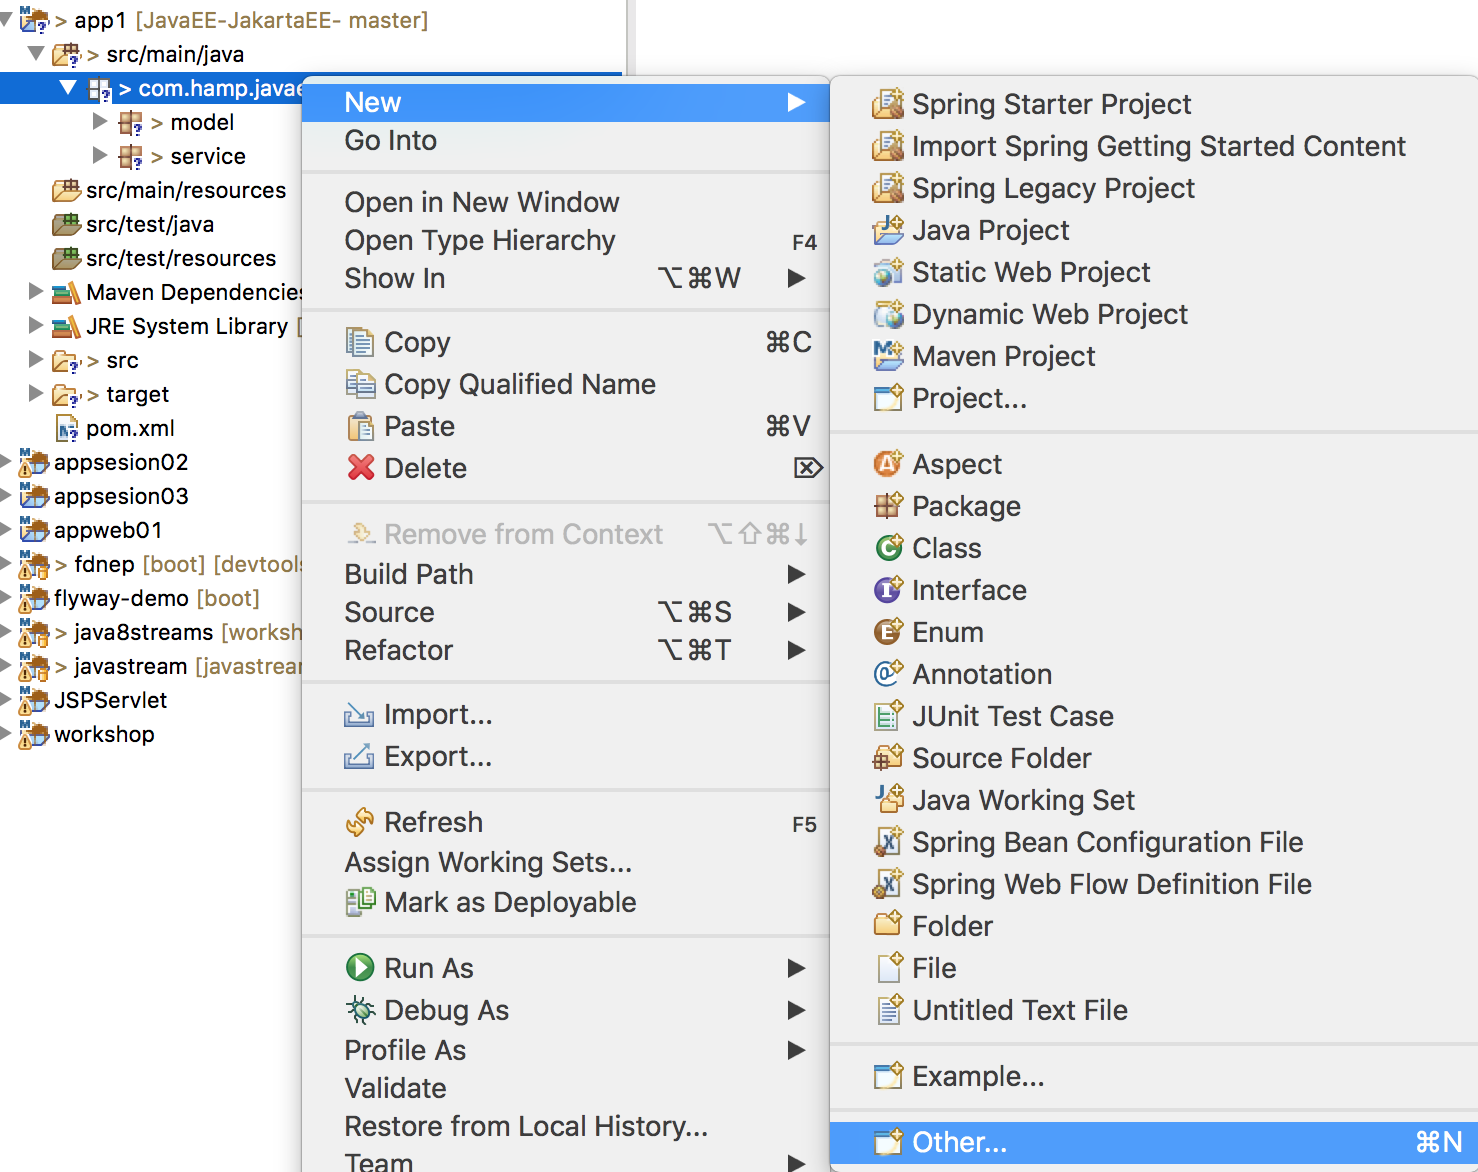 > app1 [JavaEE-JakartaEE- master]
> src/main/java
> com.hamp.javae
> model
> service
src/main/resources
src/test/java
src/test/resources
Maven Dependencies
JRE System Library [
> src
> target
pom.xml
appsesion02
appsesion03
appweb01
> fdnep [boot] [devtools
flyway-demo [boot]
> java8streams [worksh
> javastream [javastrear
JSPServlet
workshop
New
Go Into
Open in New Window
Open Type Hierarchy F4
Show In ⌥⌘W
Copy ⌘C
Copy Qualified Name
Paste ⌘V
Delete ⌦
Remove from Context ⌥⇧⌘↓
Build Path
Source ⌥⌘S
Refactor ⌥⌘T
Import...
Export...
Refresh F5
Assign Working Sets...
Mark as Deployable
Run As
Debug As
Profile As
Validate
Restore from Local History...
Team
Spring Starter Project
Import Spring Getting Started Content
Spring Legacy Project
Java Project
Static Web Project
Dynamic Web Project
Maven Project
Project...
Aspect
Package
Class
Interface
Enum
Annotation
JUnit Test Case
Source Folder
Java Working Set
Spring Bean Configuration File
Spring Web Flow Definition File
Folder
File
Untitled Text File
Example...
Other... ⌘N